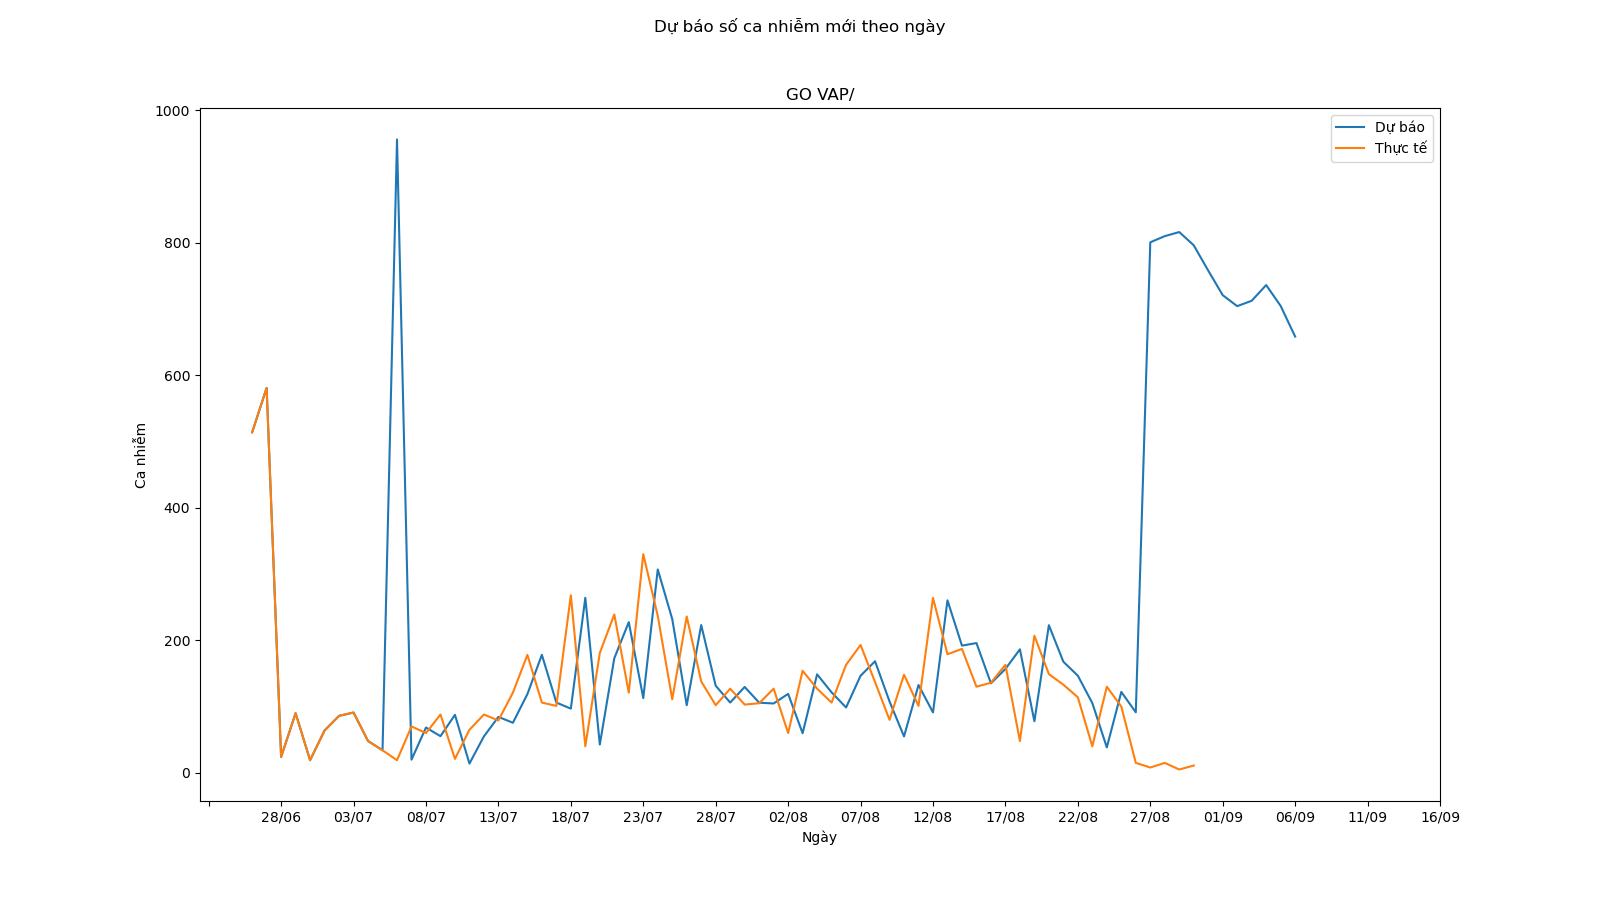 Dự báo số ca nhiễm mới theo ngày
GO VAP/
1000
800
600
400
200
0
Ca nhiễm
Dự báo
Thực tế
28/06 03/07 08/07 13/07 18/07 23/07 28/07 02/08 07/08 12/08 17/08 22/08 27/08 01/09 06/09 11/09 16/09
Ngày